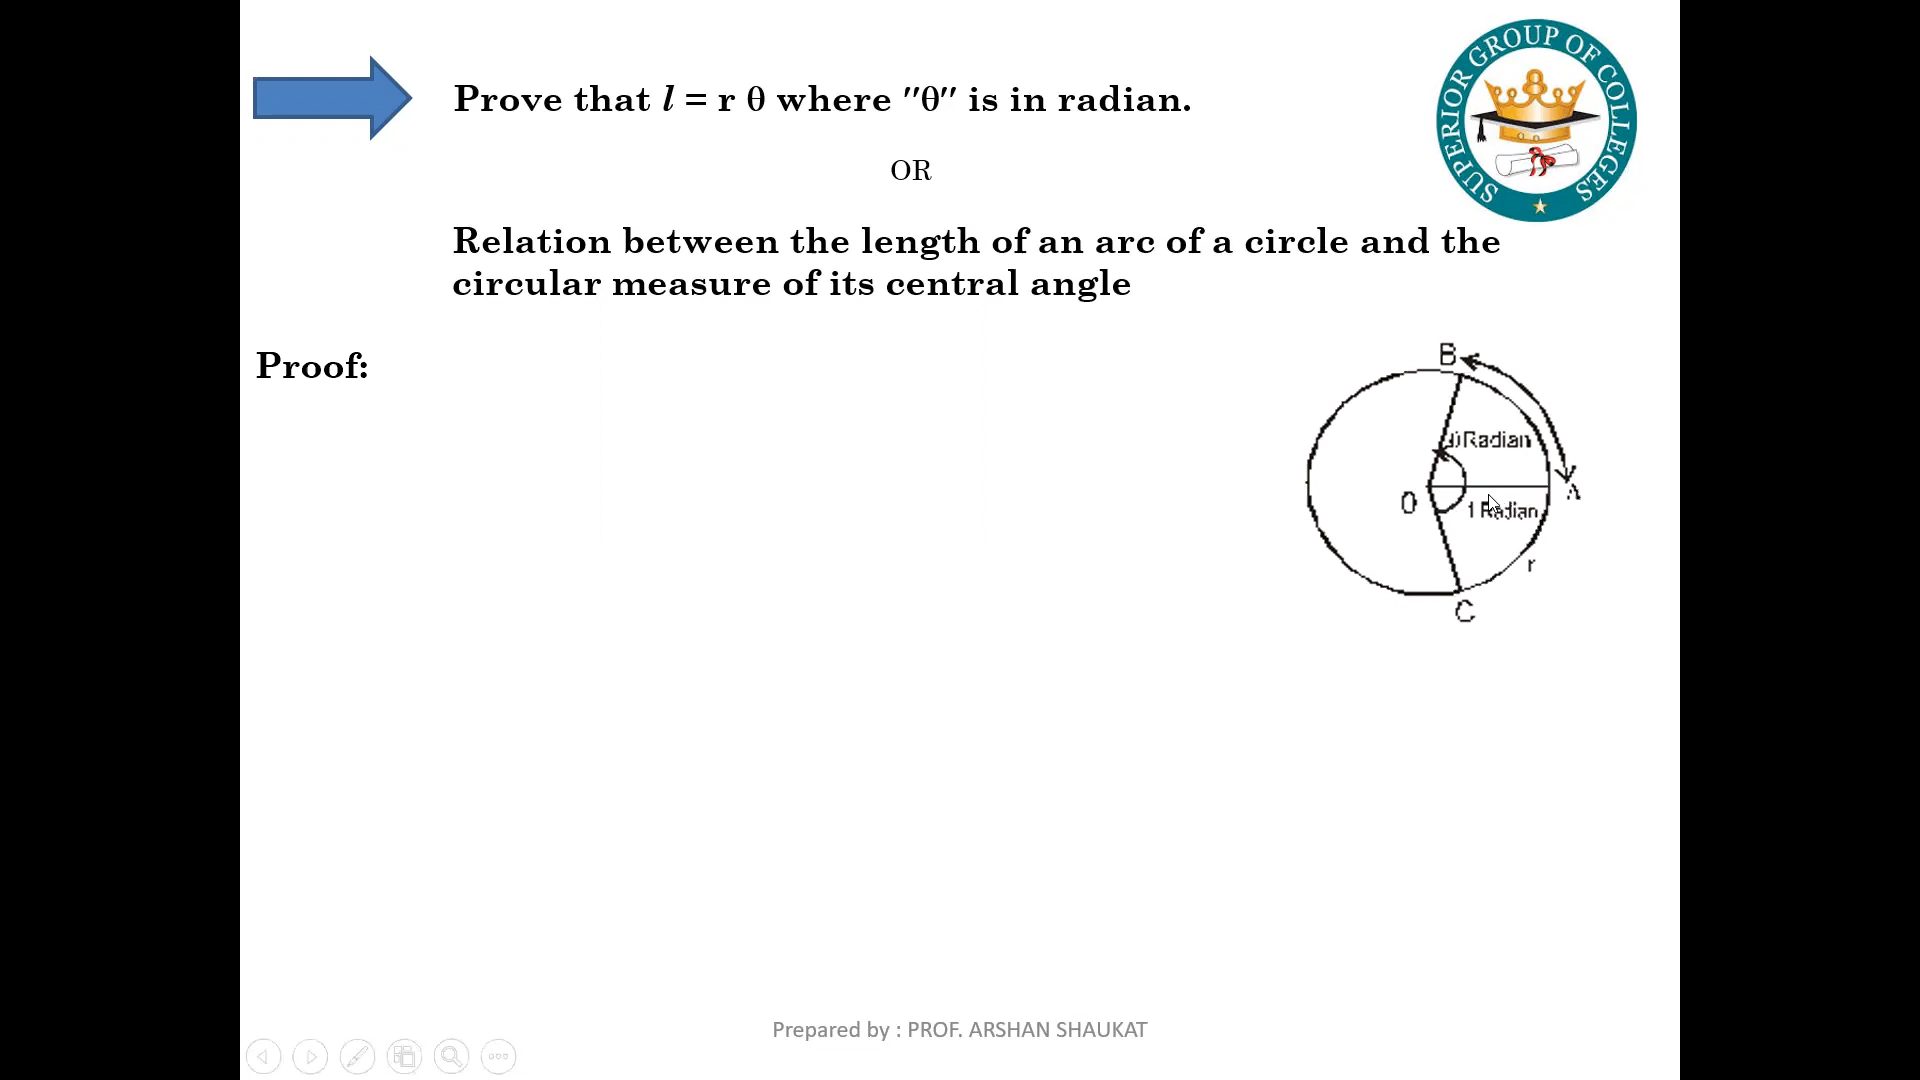 Prove that l = r θ where "θ" is in radian.
SUPERIOR GROUP OF COLLEGES
OR
Relation between the length of an arc of a circle and the
circular measure of its central angle
Proof:
B
Radian
O
A
1 Radian
r
C
Prepared by : PROF. ARSHAN SHAUKAT